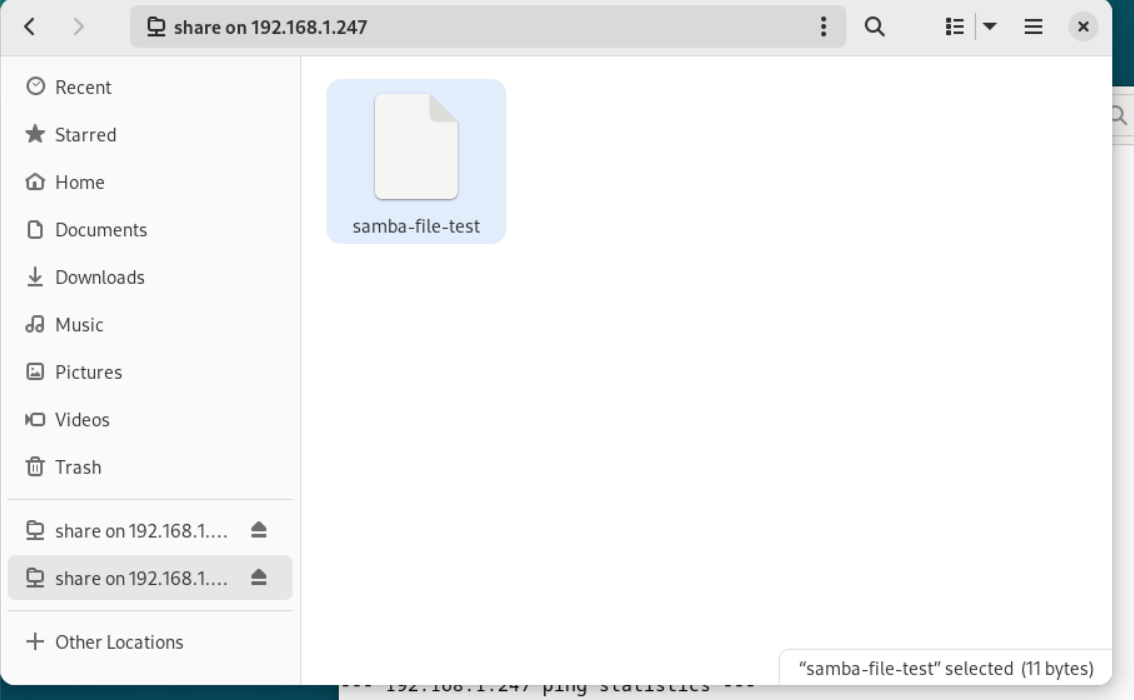 share on 192.168.1.247
Recent
Starred
Home
Documents
Downloads
Music
Pictures
Videos
Trash
share on 192.168.1....
share on 192.168.1....
Other Locations
samba-file-test
“samba-file-test” selected (11 bytes)
--- 192.168.1.247 ping statistics ---